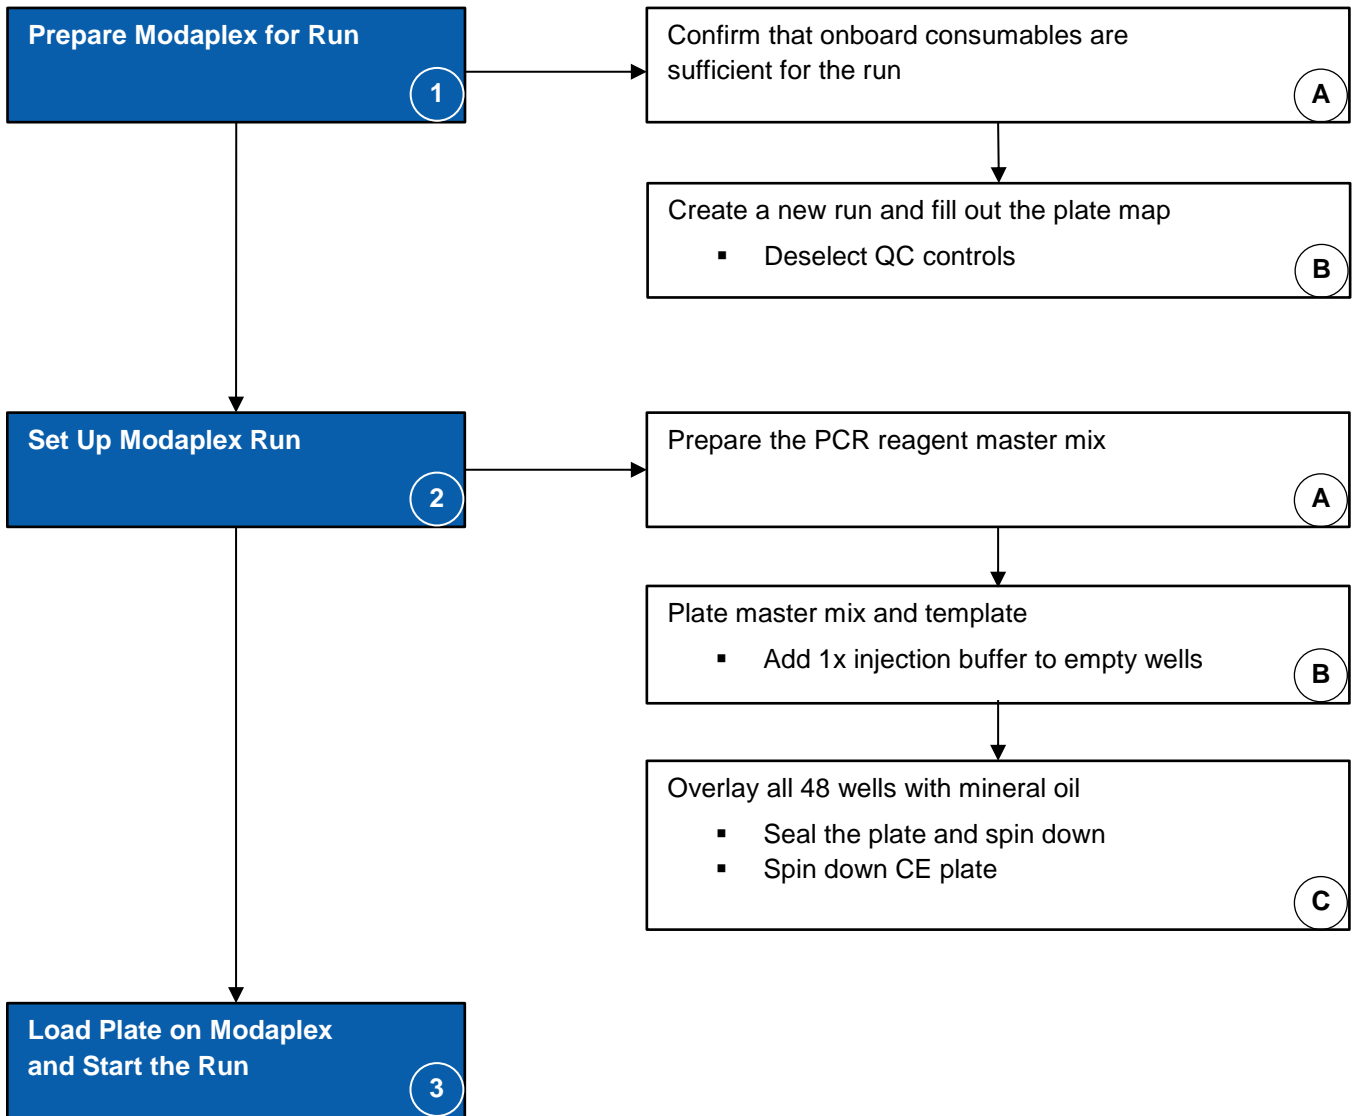 Prepare Modaplex for Run
1
Confirm that onboard consumables are
sufficient for the run
A
Create a new run and fill out the plate map
▪ Deselect QC controls
B
Set Up Modaplex Run
2
Prepare the PCR reagent master mix
A
Plate master mix and template
▪ Add 1x injection buffer to empty wells
B
Overlay all 48 wells with mineral oil
▪ Seal the plate and spin down
▪ Spin down CE plate
C
Load Plate on Modaplex
and Start the Run
3